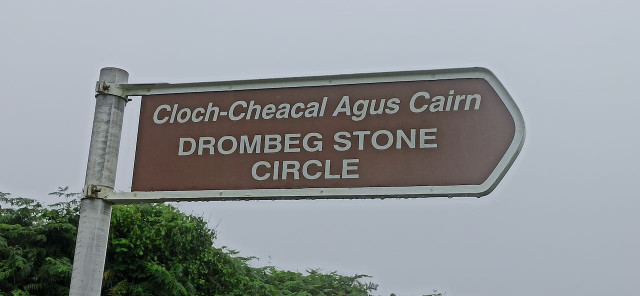 Cloch-Cheacal Agus Cairn
DROMBEG STONE
CIRCLE